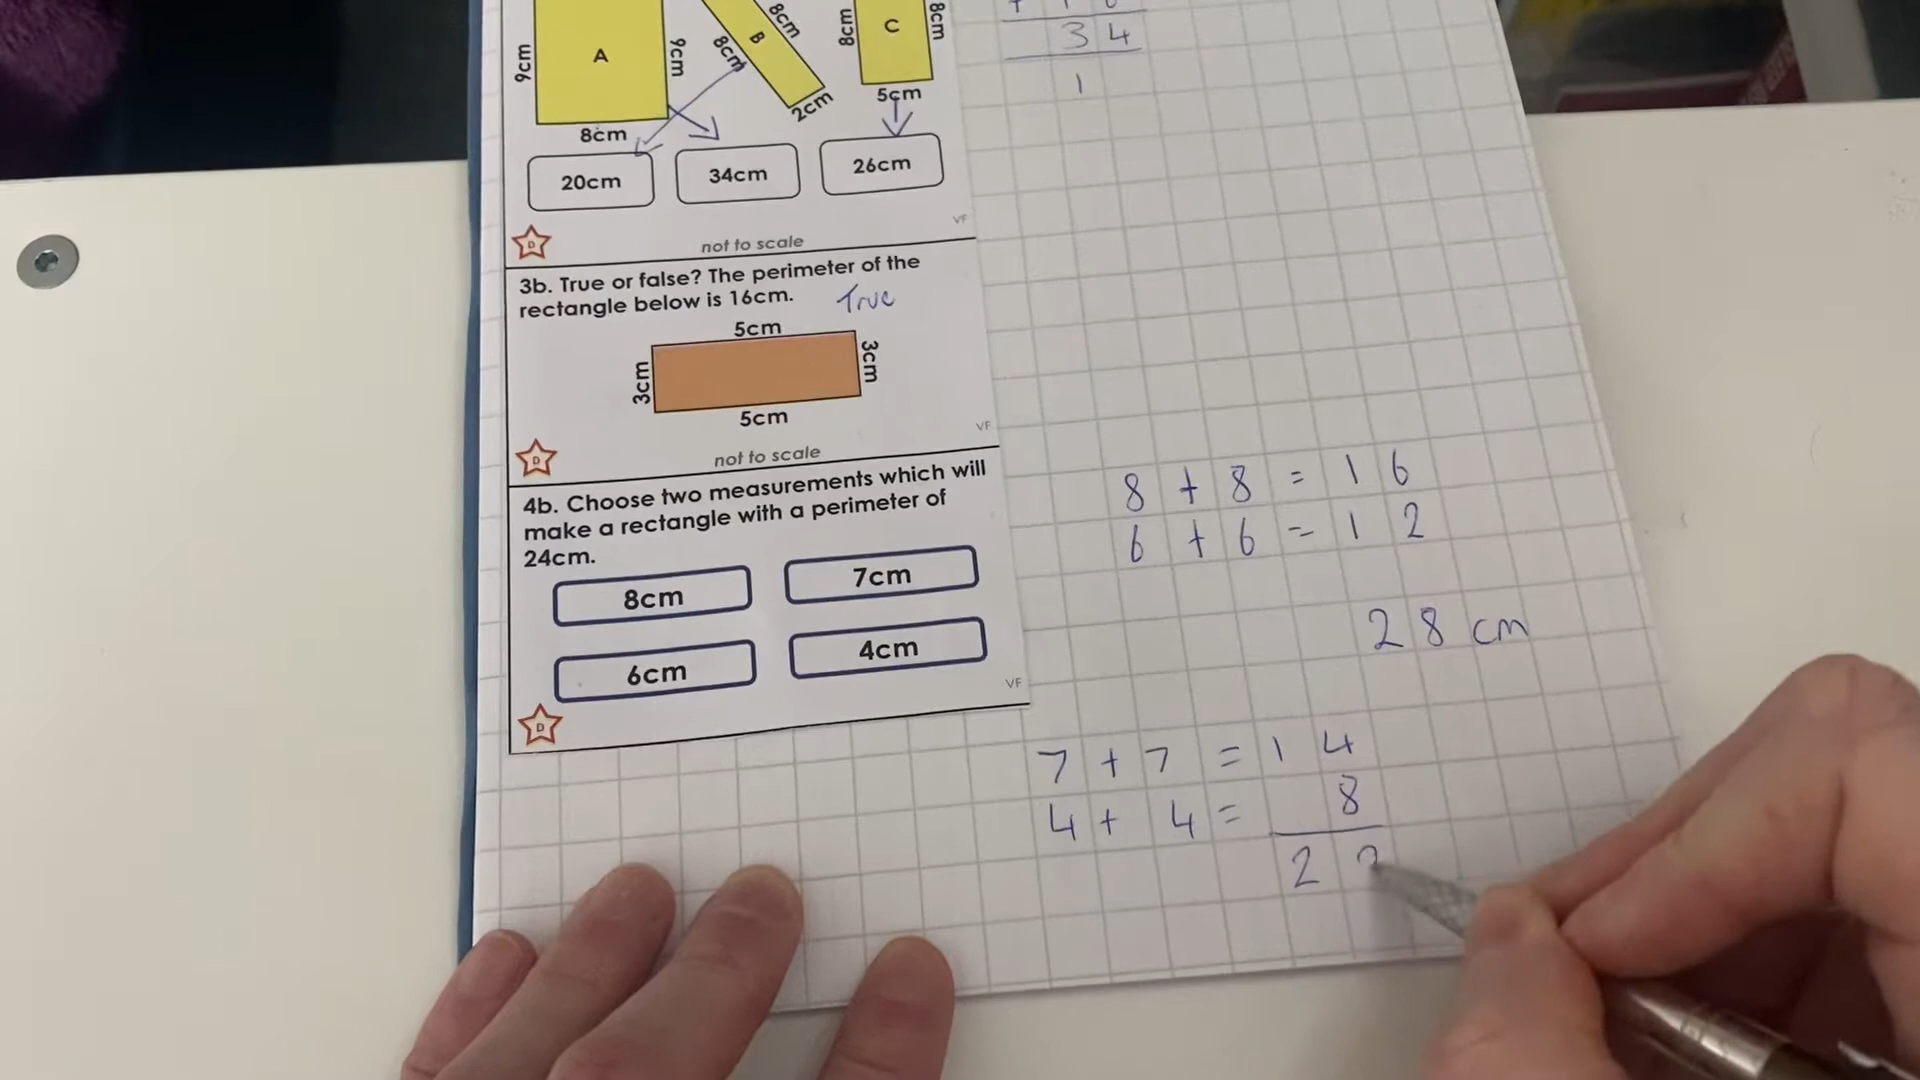 9cm
A
9cm
8cm
8cm
B
8cm
2cm
8cm
C
8cm
5cm
20cm
34cm
26cm
VF
D
not to scale
3b. True or false? The perimeter of the
rectangle below is 16cm.
True
5cm
3cm
3cm
5cm
VF
D
not to scale
4b. Choose two measurements which will
make a rectangle with a perimeter of
24cm.
8cm
7cm
6cm
4cm
VF
D
34
1
8 + 8 = 16
6 + 6 = 12
28 cm
7 + 7 = 14
4 + 4 = 8
2